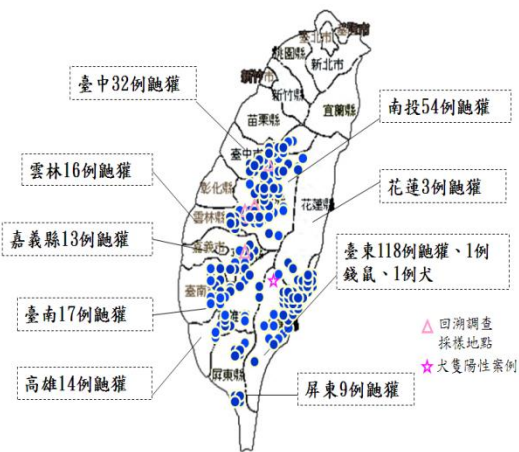 臺北市
桃園縣
新北市
新竹市
新竹縣
宜蘭縣
苗栗縣
臺中32例鼬獾
南投54例鼬獾
臺中市
雲林16例鼬獾
彰化縣
花蓮縣
花蓮3例鼬獾
雲林縣
嘉義縣13例鼬獾
嘉義市
臺東118例鼬獾、1例
錢鼠、1例犬
臺南
臺南17例鼬獾
回溯調查
採樣地點
犬隻陽性案例
高雄14例鼬獾
屏東縣
屏東9例鼬獾